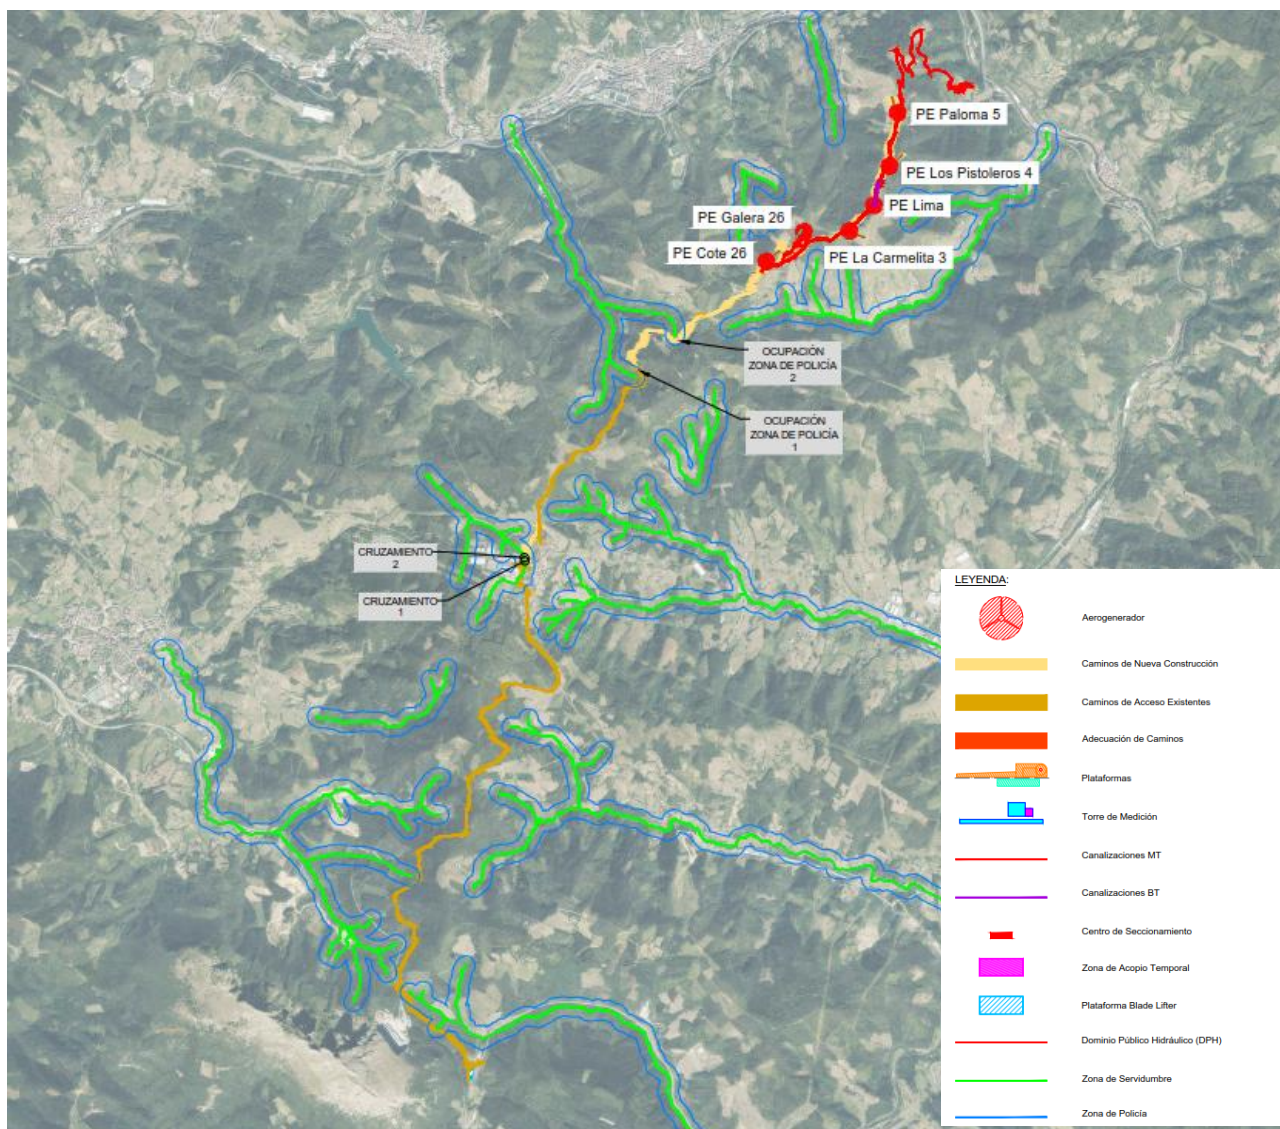 PE Paloma 5
PE Los Pistoleros 4
PE Lima
PE Galera 26
PE Cote 26
PE La Carmelita 3
OCUPACIÓN
ZONA DE POLICÍA
2
OCUPACIÓN
ZONA DE POLICÍA
1
CRUZAMIENTO
2
CRUZAMIENTO
1
LEYENDA:
Aerogenerador
Caminos de Nueva Construcción
Caminos de Acceso Existentes
Adecuación de Caminos
Plataformas
Torre de Medición
Canalizaciones MT
Canalizaciones BT
Centro de Seccionamiento
Zona de Acopio Temporal
Plataforma Blade Lifter
Dominio Público Hidráulico (DPH)
Zona de Servidumbre
Zona de Policía